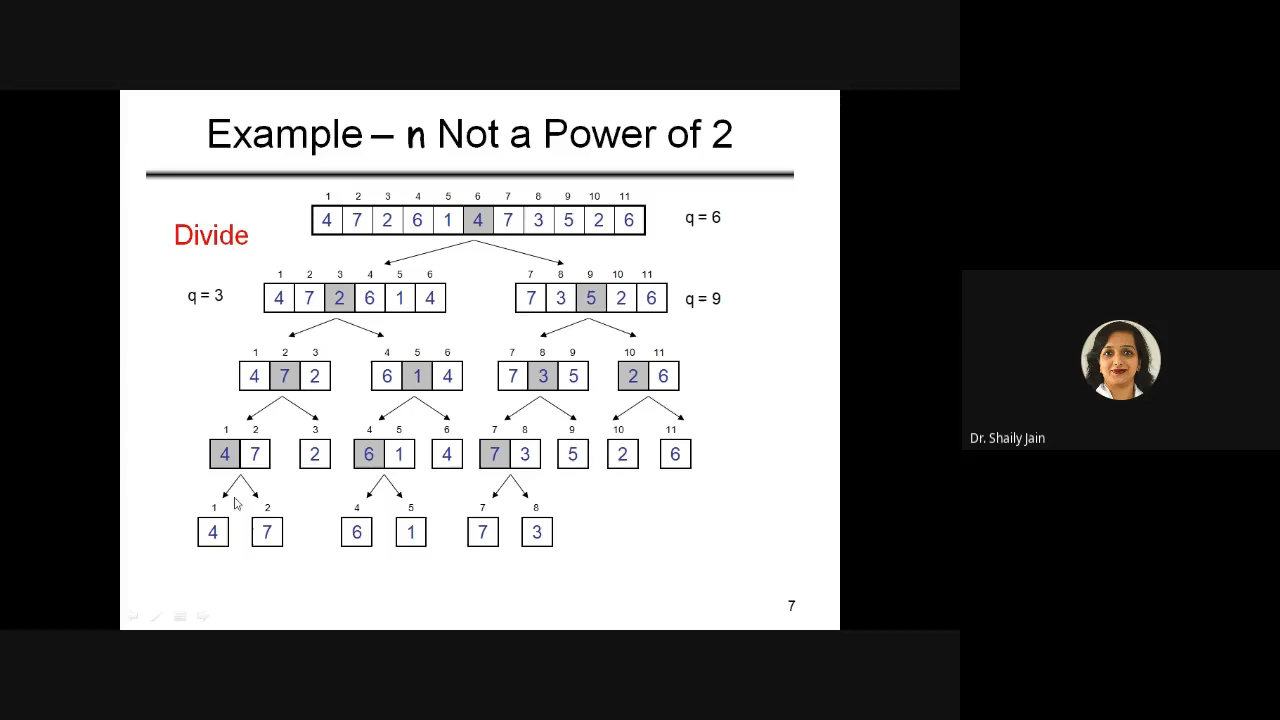 Example – n Not a Power of 2
1 2 3 4 5 6 7 8 9 10 11
Divide
4 7 2 6 1 4 7 3 5 2 6
q = 6
1 2 3 4 5 6
7 8 9 10 11
q = 3
4 7 2 6 1 4
7 3 5 2 6
q = 9
1 2 3
4 5 6
7 8 9
10 11
4 7 2
6 1 4
7 3 5
2 6
1 2
3
4 5
6
7 8
9
10
11
4 7
2
6 1
4
7 3
5
2
6
1
2
4
5
7
8
4
7
6
1
7
3
7
Dr. Shaily Jain